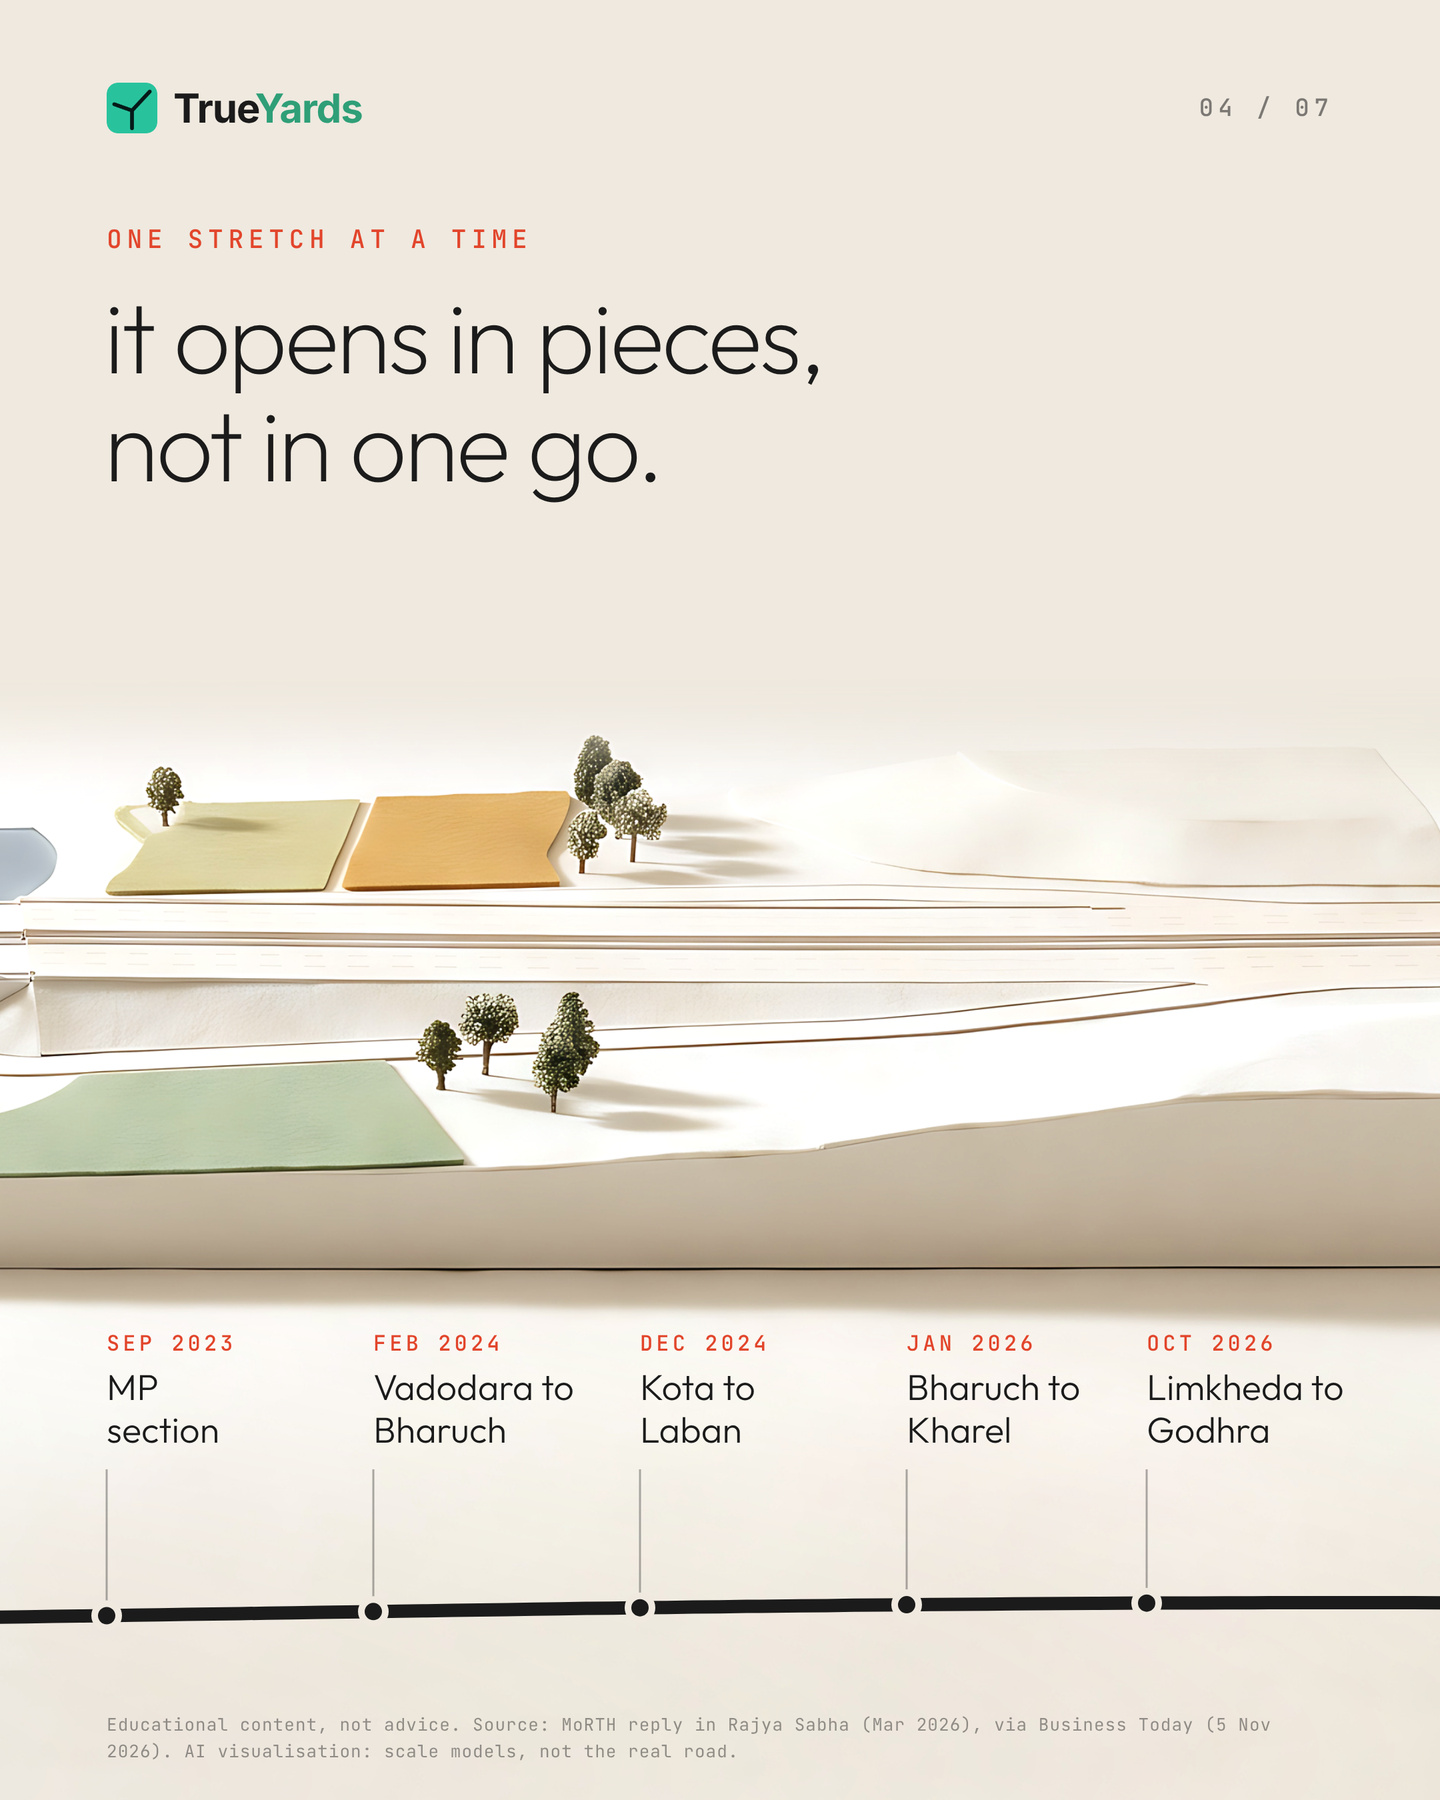 TrueYards
04 / 07
ONE STRETCH AT A TIME
it opens in pieces,
not in one go.
SEP 2023
MP
section
FEB 2024
Vadodara to
Bharuch
DEC 2024
Kota to
Laban
JAN 2026
Bharuch to
Kharel
OCT 2026
Limkheda to
Godhra
Educational content, not advice. Source: MoRTH reply in Rajya Sabha (Mar 2026), via Business Today (5 Nov
2026). AI visualisation: scale models, not the real road.